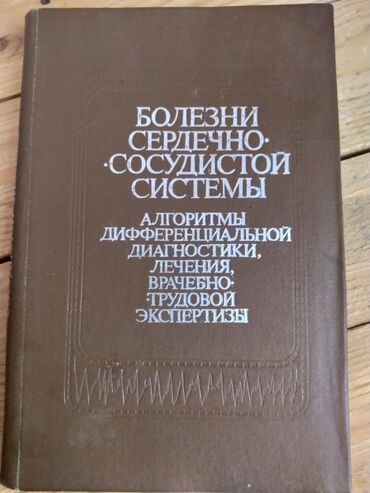 БОЛЕЗНИ
СЕРДЕЧНО·
·СОСУДИСТОЙ
СИСТЕМЫ
АЛГОРИТМЫ
ДИФФЕРЕНЦИАЛЬНОЙ
ДИАГНОСТИКИ,
ЛЕЧЕНИЯ,
ВРАЧЕБНО·
·ТРУДОВОЙ
ЭКСПЕРТИЗЫ